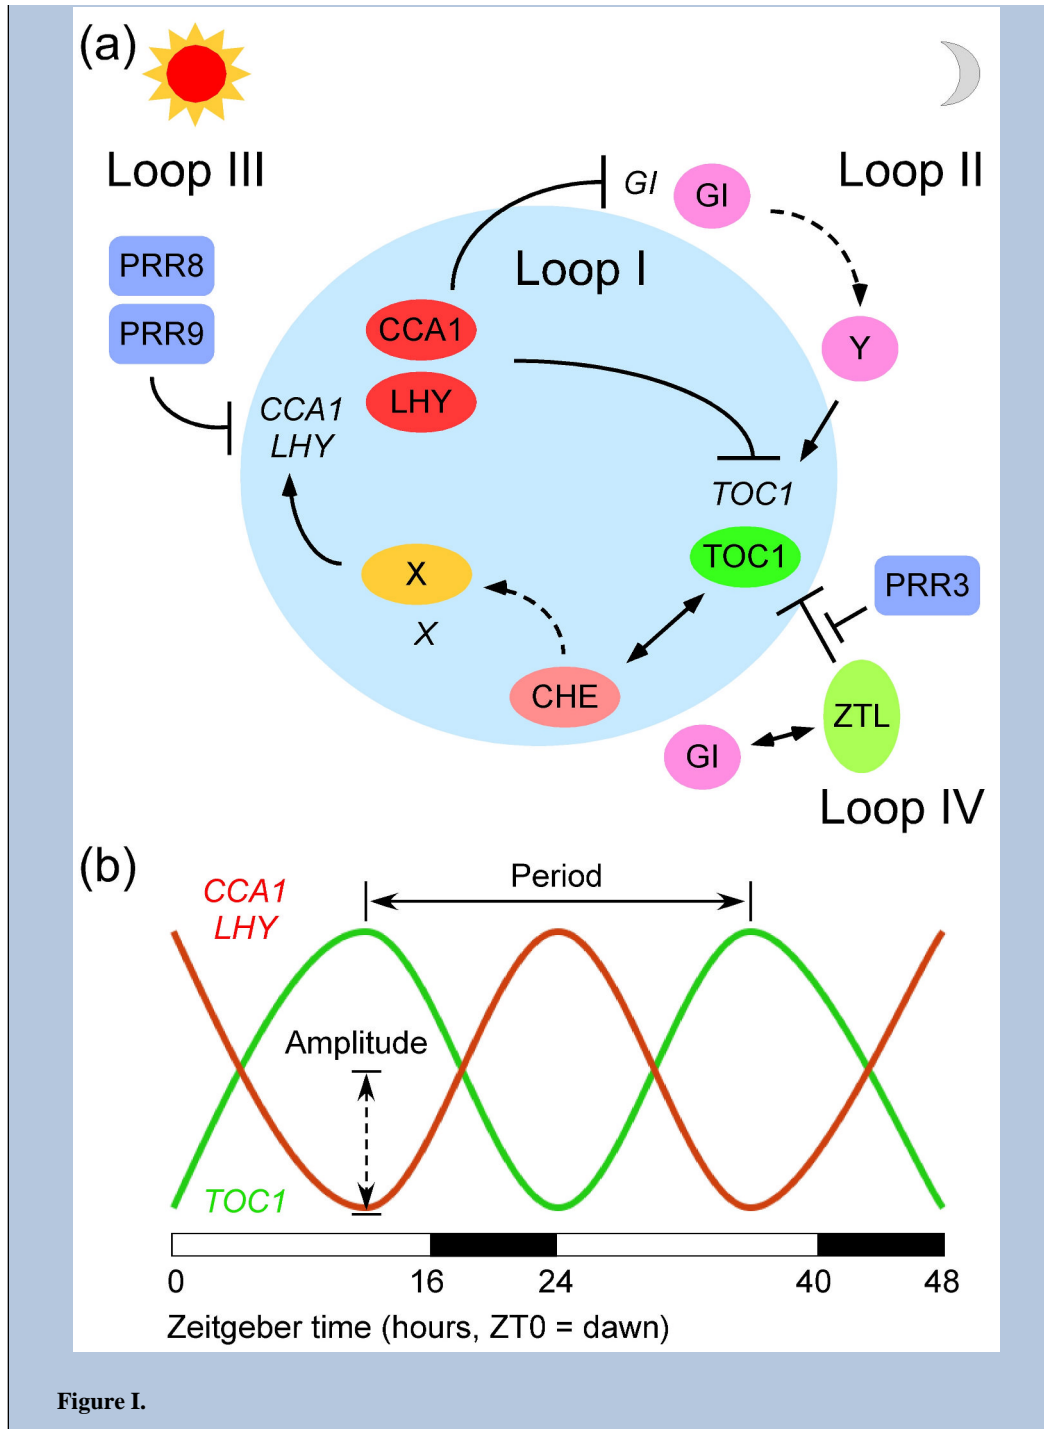 (a)
Loop III
Loop II
GI
GI
Loop I
PRR8
PRR9
CCA1
LHY
CCA1
LHY
Y
TOC1
TOC1
X
X
CHE
PRR3
ZTL
GI
Loop IV
(b)
CCA1
LHY
Period
Amplitude
TOC1
0 16 24 40 48
Zeitgeber time (hours, ZT0 = dawn)
Figure I.